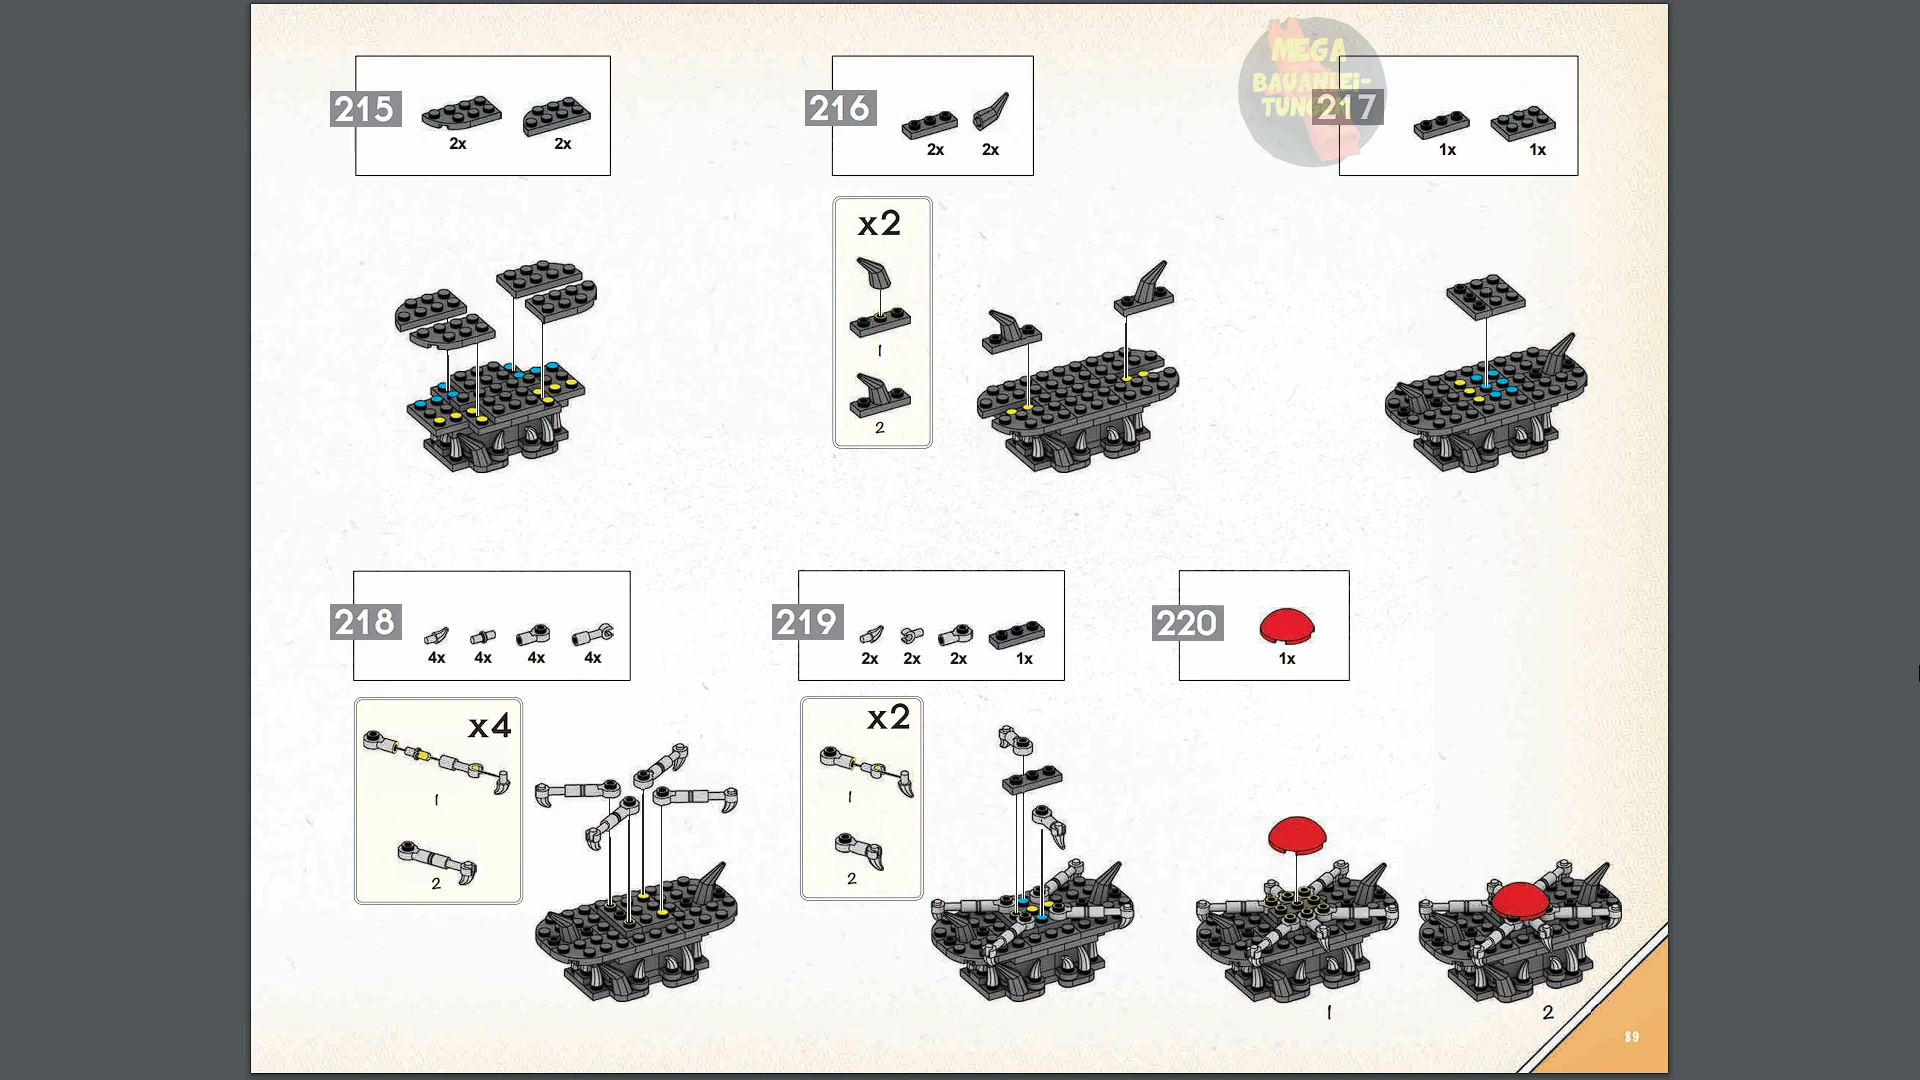 MEGA
BAUANLEI-
TUNGEN
215
2x 2x
216
2x 2x
217
1x 1x
x2
1
2
218
4x 4x 4x 4x
219
2x 2x 2x 1x
220
1x
x4
1
2
x2
1
2
1
2
89